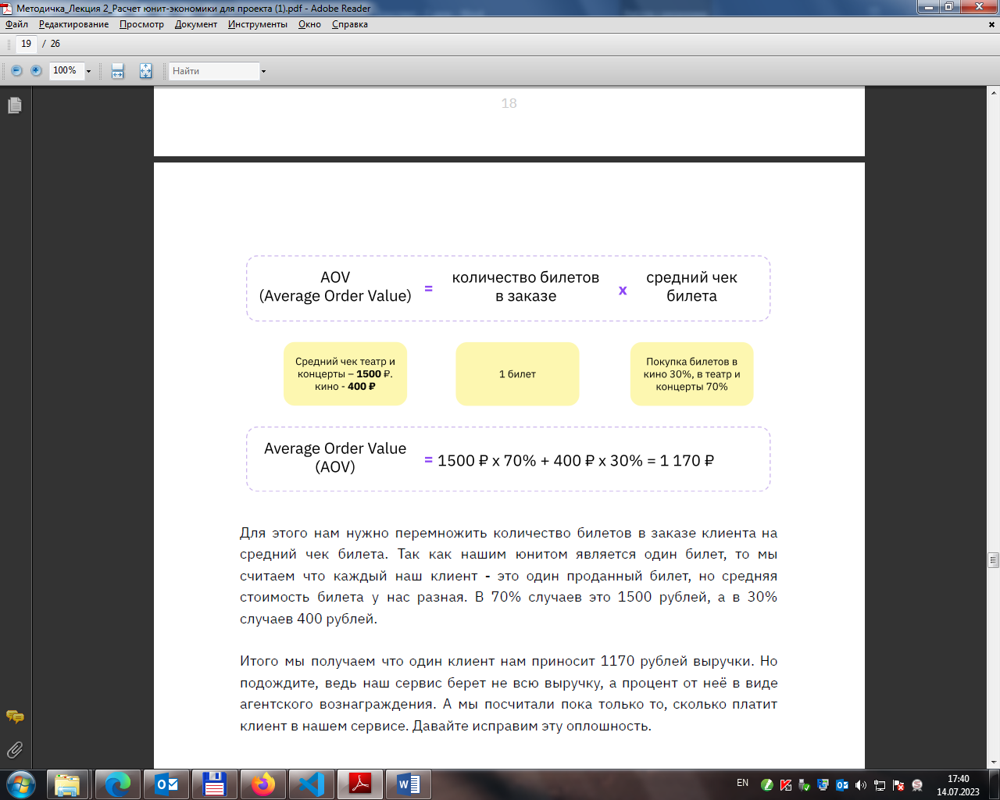 Методичка_Лекция 2_Расчет юнит-экономики для проекта (1).pdf - Adobe Reader
Файл Редактирование Просмотр Документ Инструменты Окно Справка
19 / 26
100% Найти
18
AOV
(Average Order Value)
=
количество билетов
в заказе
x
средний чек
билета
Средний чек театр и
концерты – 1500 ₽.
кино - 400 ₽
1 билет
Покупка билетов в
кино 30%, в театр и
концерты 70%
Average Order Value
(AOV)
= 1500 ₽ x 70% + 400 ₽ x 30% = 1 170 ₽
Для этого нам нужно перемножить количество билетов в заказе клиента на
средний чек билета. Так как нашим юнитом является один билет, то мы
считаем что каждый наш клиент - это один проданный билет, но средняя
стоимость билета у нас разная. В 70% случаев это 1500 рублей, а в 30%
случаев 400 рублей.
Итого мы получаем что один клиент нам приносит 1170 рублей выручки. Но
подождите, ведь наш сервис берет не всю выручку, а процент от неё в виде
агентского вознаграждения. А мы посчитали пока только то, сколько платит
клиент в нашем сервисе. Давайте исправим эту оплошность.
EN
17:40
14.07.2023